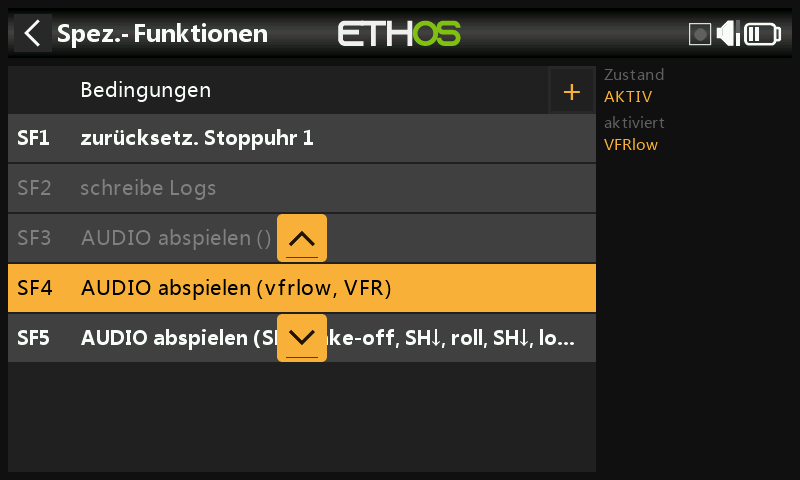 Spez.- Funktionen
ETHOS
Bedingungen
+
Zustand
AKTIV
aktiviert
VFRlow
SF1 zurücksetz. Stoppuhr 1
SF2 schreibe Logs
SF3 AUDIO abspielen ()
SF4 AUDIO abspielen (vfrlow, VFR)
SF5 AUDIO abspielen ( ke-off, SH↓, roll, SH↓, lo...